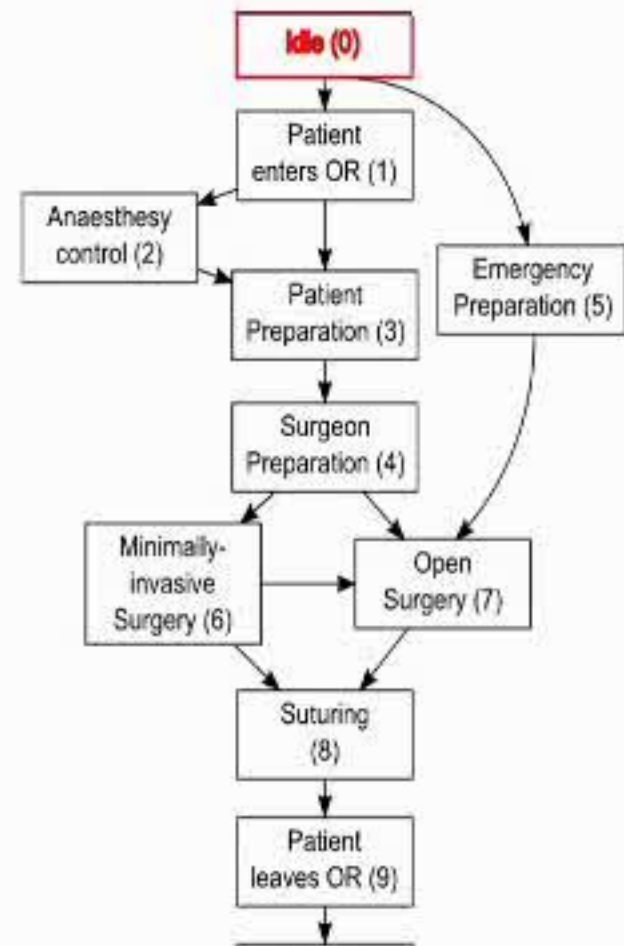 Idle (0)
Patient
enters OR (1)
Anaesthesy
control (2)
Emergency
Preparation (5)
Patient
Preparation (3)
Surgeon
Preparation (4)
Minimally-
invasive
Surgery (6)
Open
Surgery (7)
Suturing
(8)
Patient
leaves OR (9)